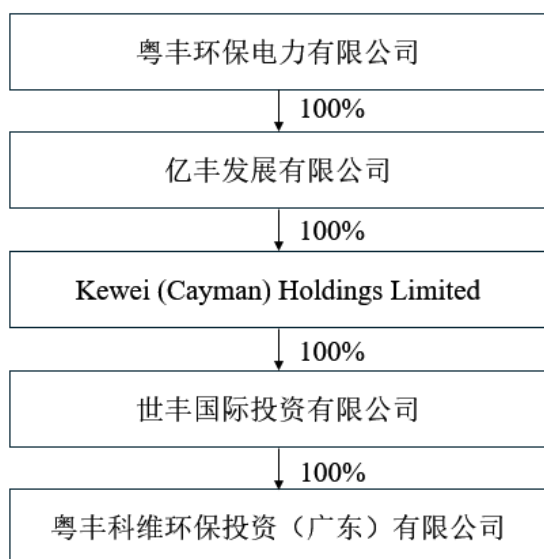 粤丰环保电力有限公司
100%
亿丰发展有限公司
100%
Kewei (Cayman) Holdings Limited
100%
世丰国际投资有限公司
100%
粤丰科维环保投资（广东）有限公司